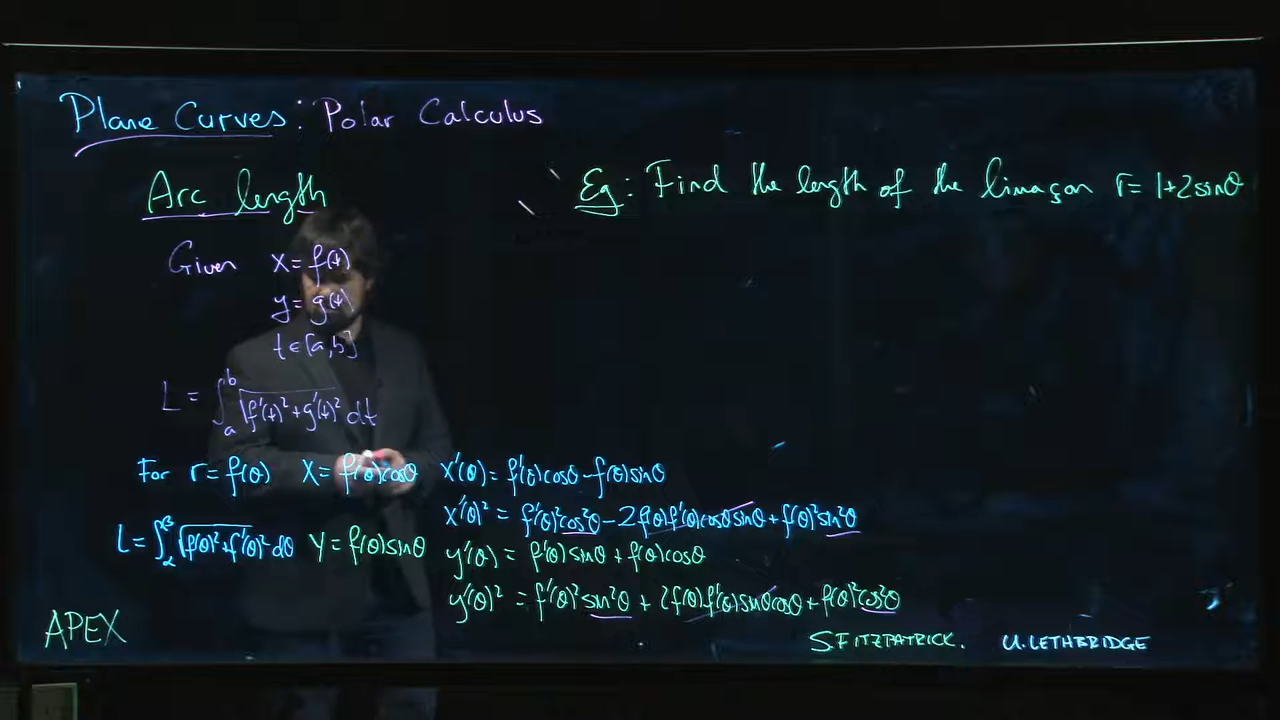 Plane Curves: Polar Calculus
Arc length
Given x = f(t)
y = g(t)
t ∈ [a,b]
L = ∫_a^b √(f'(t)² + g'(t)²) dt
For r = f(θ) X = f(θ)cosθ x'(θ) = f'(θ)cosθ - f(θ)sinθ
x'(θ)² = f'(θ)²cos²θ - 2f(θ)f'(θ)cosθsinθ + f(θ)²sin²θ
L = ∫_α^β √(f(θ)² + f'(θ)²) dθ Y = f(θ)sinθ y'(θ) = f'(θ)sinθ + f(θ)cosθ
y'(θ)² = f'(θ)²sin²θ + 2f(θ)f'(θ)sinθcosθ + f(θ)²cos²θ
Eg: Find the length of the limaçon r = 1+2sinθ
APEX
S.FITZPATRICK. U.LETHBRIDGE